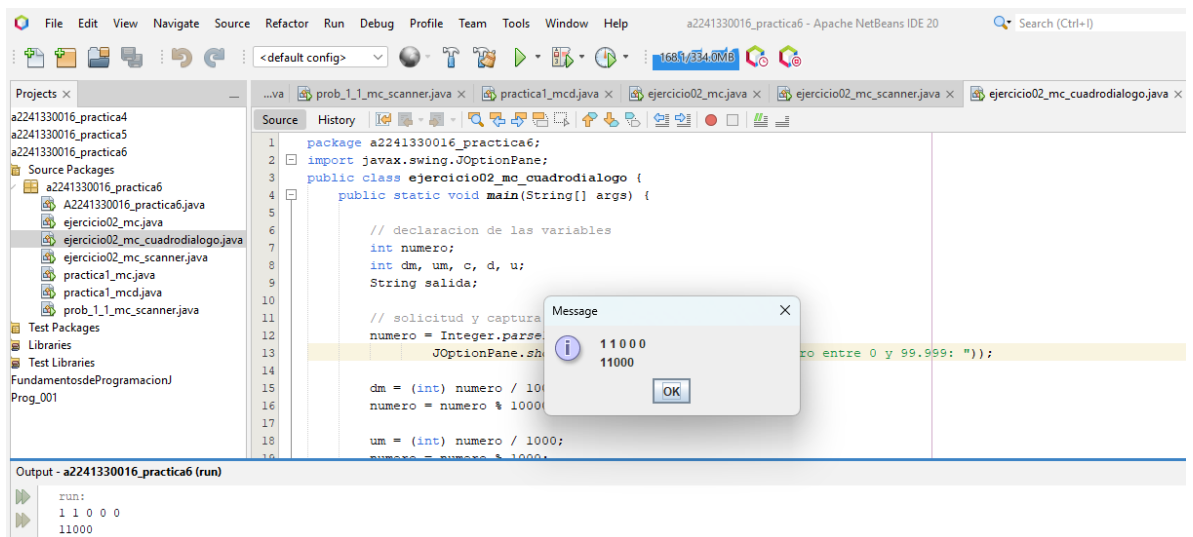 File Edit View Navigate Source Refactor Run Debug Profile Team Tools Window Help a2241330016_practica6 - Apache NetBeans IDE 20 Search (Ctrl+I)
<default config> 168.1/334.0MB
Projects × ...va prob_1_1_mc_scanner.java × practica1_mcd.java × ejercicio02_mc.java × ejercicio02_mc_scanner.java × ejercicio02_mc_cuadrodialogo.java ×
a2241330016_practica4
a2241330016_practica5
a2241330016_practica6
Source Packages
a2241330016_practica6
A2241330016_practica6.java
ejercicio02_mc.java
ejercicio02_mc_cuadrodialogo.java
ejercicio02_mc_scanner.java
practica1_mc.java
practica1_mcd.java
prob_1_1_mc_scanner.java
Test Packages
Libraries
Test Libraries
FundamentosdeProgramacionJ
Prog_001
Source History
1 package a2241330016_practica6;
2 import javax.swing.JOptionPane;
3 public class ejercicio02_mc_cuadrodialogo {
4 public static void main(String[] args) {
5
6 // declaracion de las variables
7 int numero;
8 int dm, um, c, d, u;
9 String salida;
10
11 // solicitud y captura
12 numero = Integer.parse
13 JOptionPane.sh ro entre 0 y 99.999: "));
14
15 dm = (int) numero / 10
16 numero = numero % 1000
17
18 um = (int) numero / 1000;
19 numero = numero % 1000;
Message
1 1 0 0 0
11000
OK
Output - a2241330016_practica6 (run)
run:
1 1 0 0 0
11000